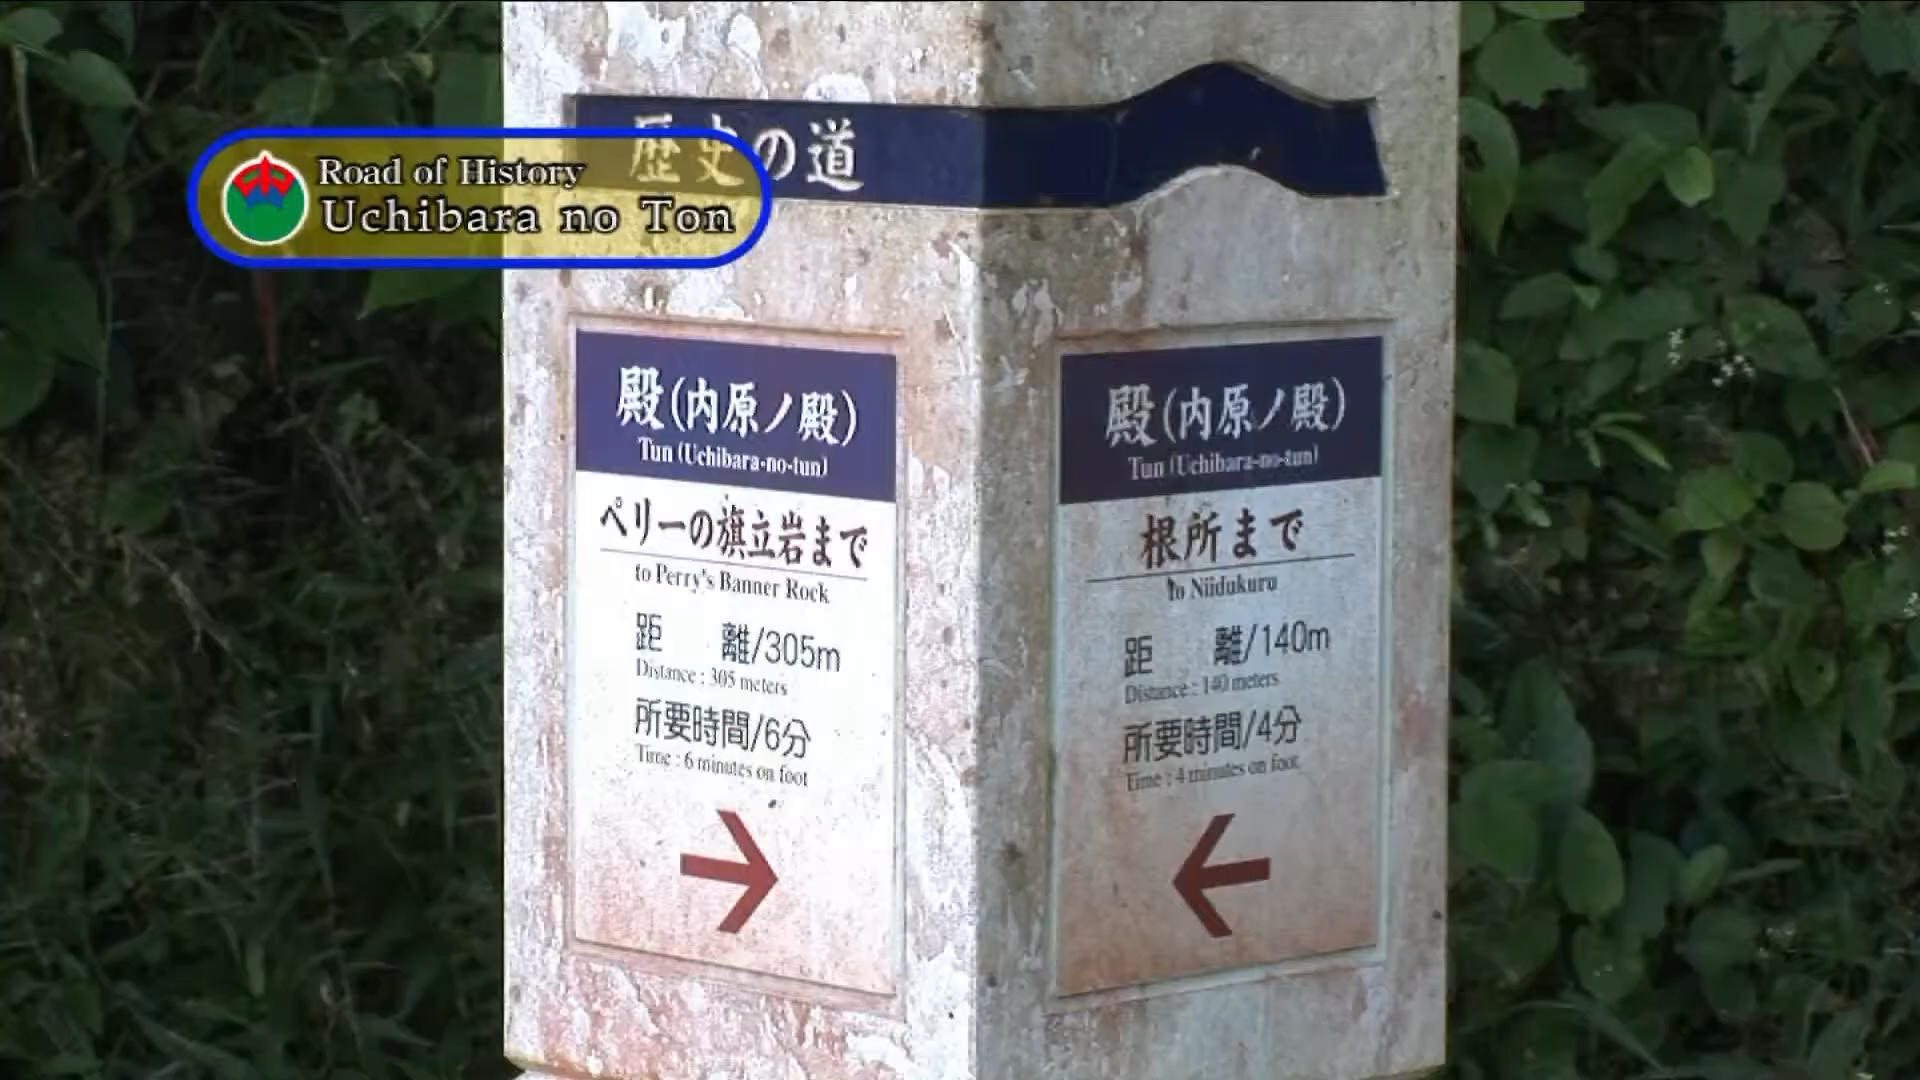 歴史の道
Road of History
Uchibara no Ton
殿(内原ノ殿)
Tun (Uchibara-no-tun)
ペリーの旗立岩まで
to Perry's Banner Rock
距 離/305m
Distance : 305 meters
所要時間/6分
Time : 6 minutes on foot
殿(内原ノ殿)
Tun (Uchibara-no-tun)
根所まで
to Niidukuru
距 離/140m
Distance : 140 meters
所要時間/4分
Time : 4 minutes on foot